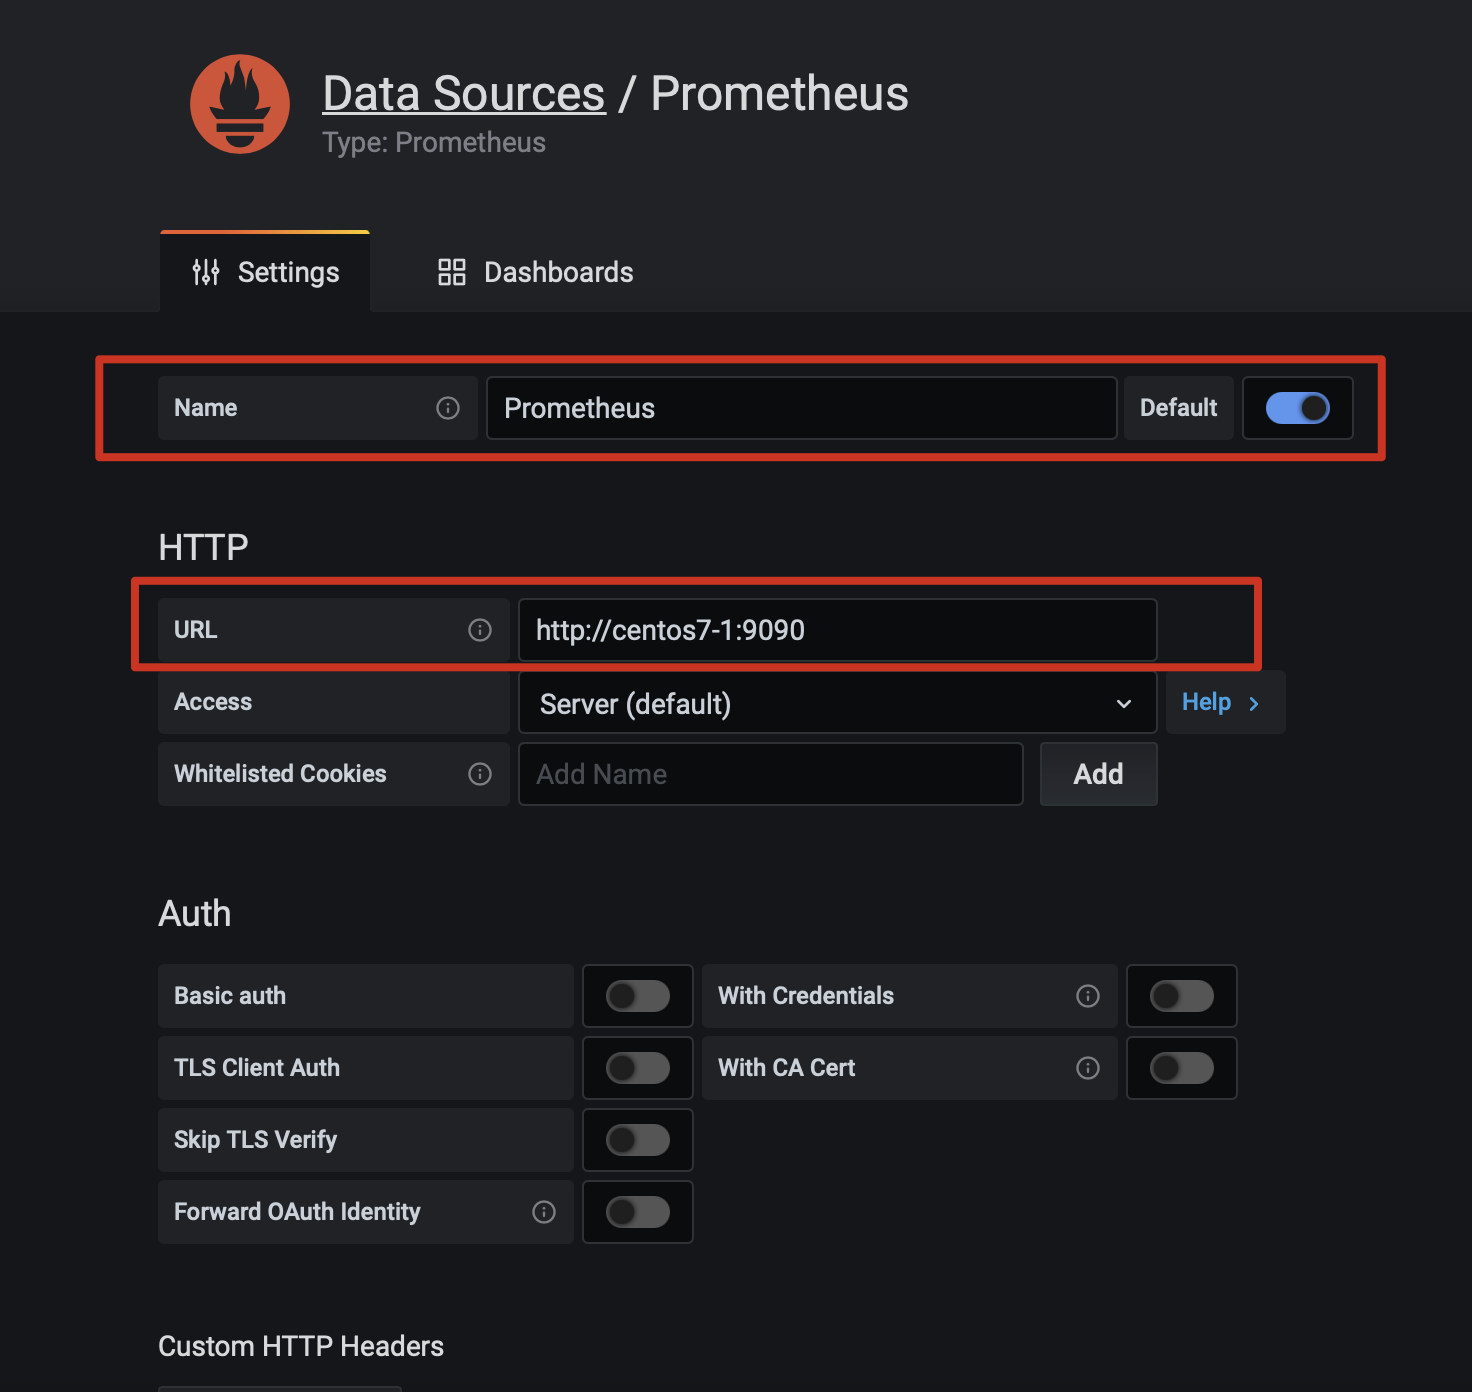 Data Sources / Prometheus
Type: Prometheus
Settings
Dashboards
Name
Prometheus
Default
HTTP
URL
http://centos7-1:9090
Access
Server (default)
Help
Whitelisted Cookies
Add Name
Add
Auth
Basic auth
With Credentials
TLS Client Auth
With CA Cert
Skip TLS Verify
Forward OAuth Identity
Custom HTTP Headers